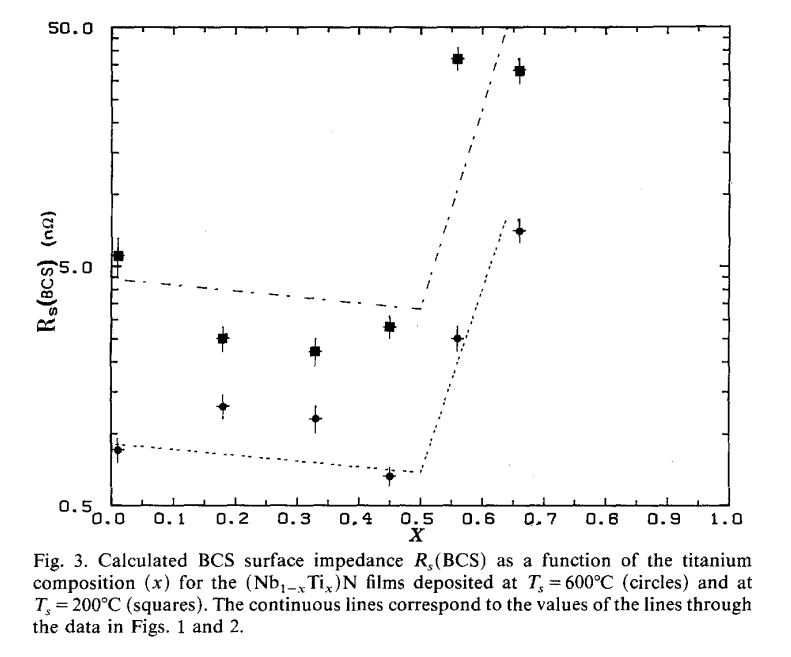 50.0
5.0
0.5
Rs(BCS) (nΩ)
0.0 0.1 0.2 0.3 0.4 0.5 0.6 0.7 0.8 0.9 1.0
X
Fig. 3. Calculated BCS surface impedance Rₛ(BCS) as a function of the titanium
composition (x) for the (Nb₁₋ₓTiₓ)N films deposited at Tₛ = 600°C (circles) and at
Tₛ = 200°C (squares). The continuous lines correspond to the values of the lines through
the data in Figs. 1 and 2.